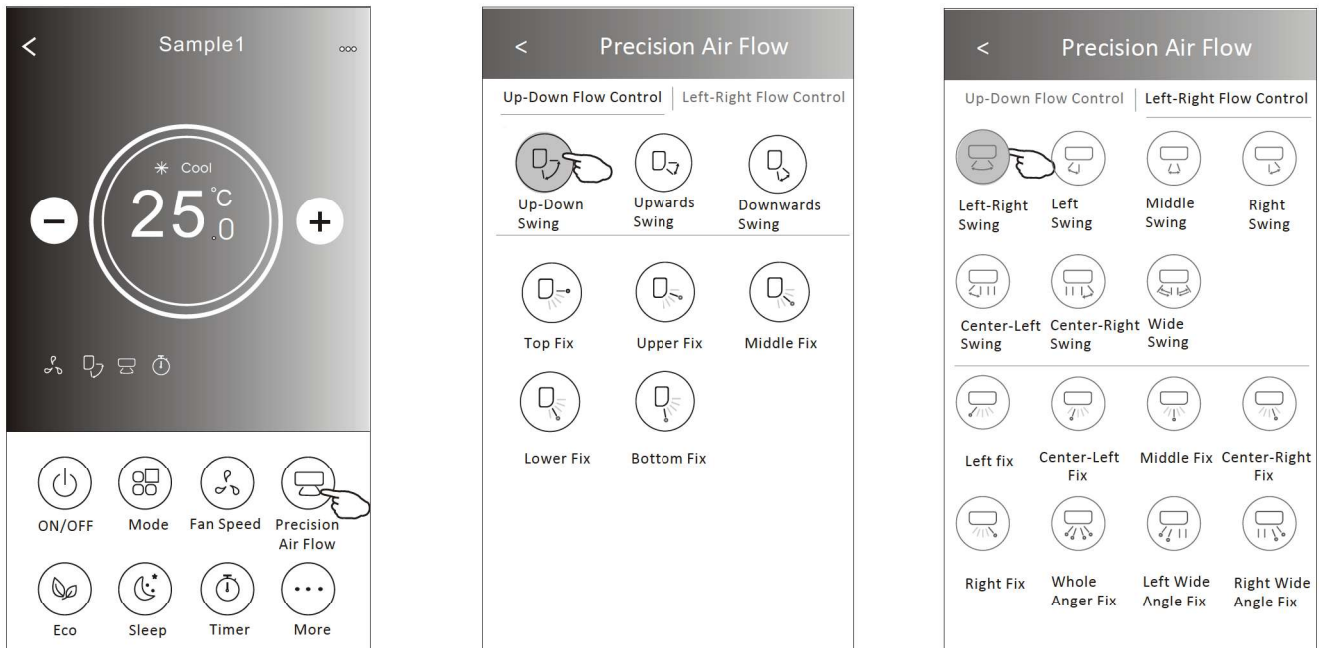 <
Sample1
ooo
Cool
25.0 °C
−
+
ON/OFF
Mode
Fan Speed
Precision
Air Flow
Eco
Sleep
Timer
More
<
Precision Air Flow
Up-Down Flow Control
Left-Right Flow Control
Up-Down
Swing
Upwards
Swing
Downwards
Swing
Top Fix
Upper Fix
Middle Fix
Lower Fix
Bottom Fix
<
Precision Air Flow
Up-Down Flow Control
Left-Right Flow Control
Left-Right
Swing
Left
Swing
MIddle
Swing
Right
Swing
Center-Left
Swing
Center-Right
Swing
Wide
Swing
Left fix
Center-Left
Fix
Middle Fix
Center-Right
Fix
Right Fix
Whole
Anger Fix
Left Wide
Angle Fix
Right Wide
Angle Fix